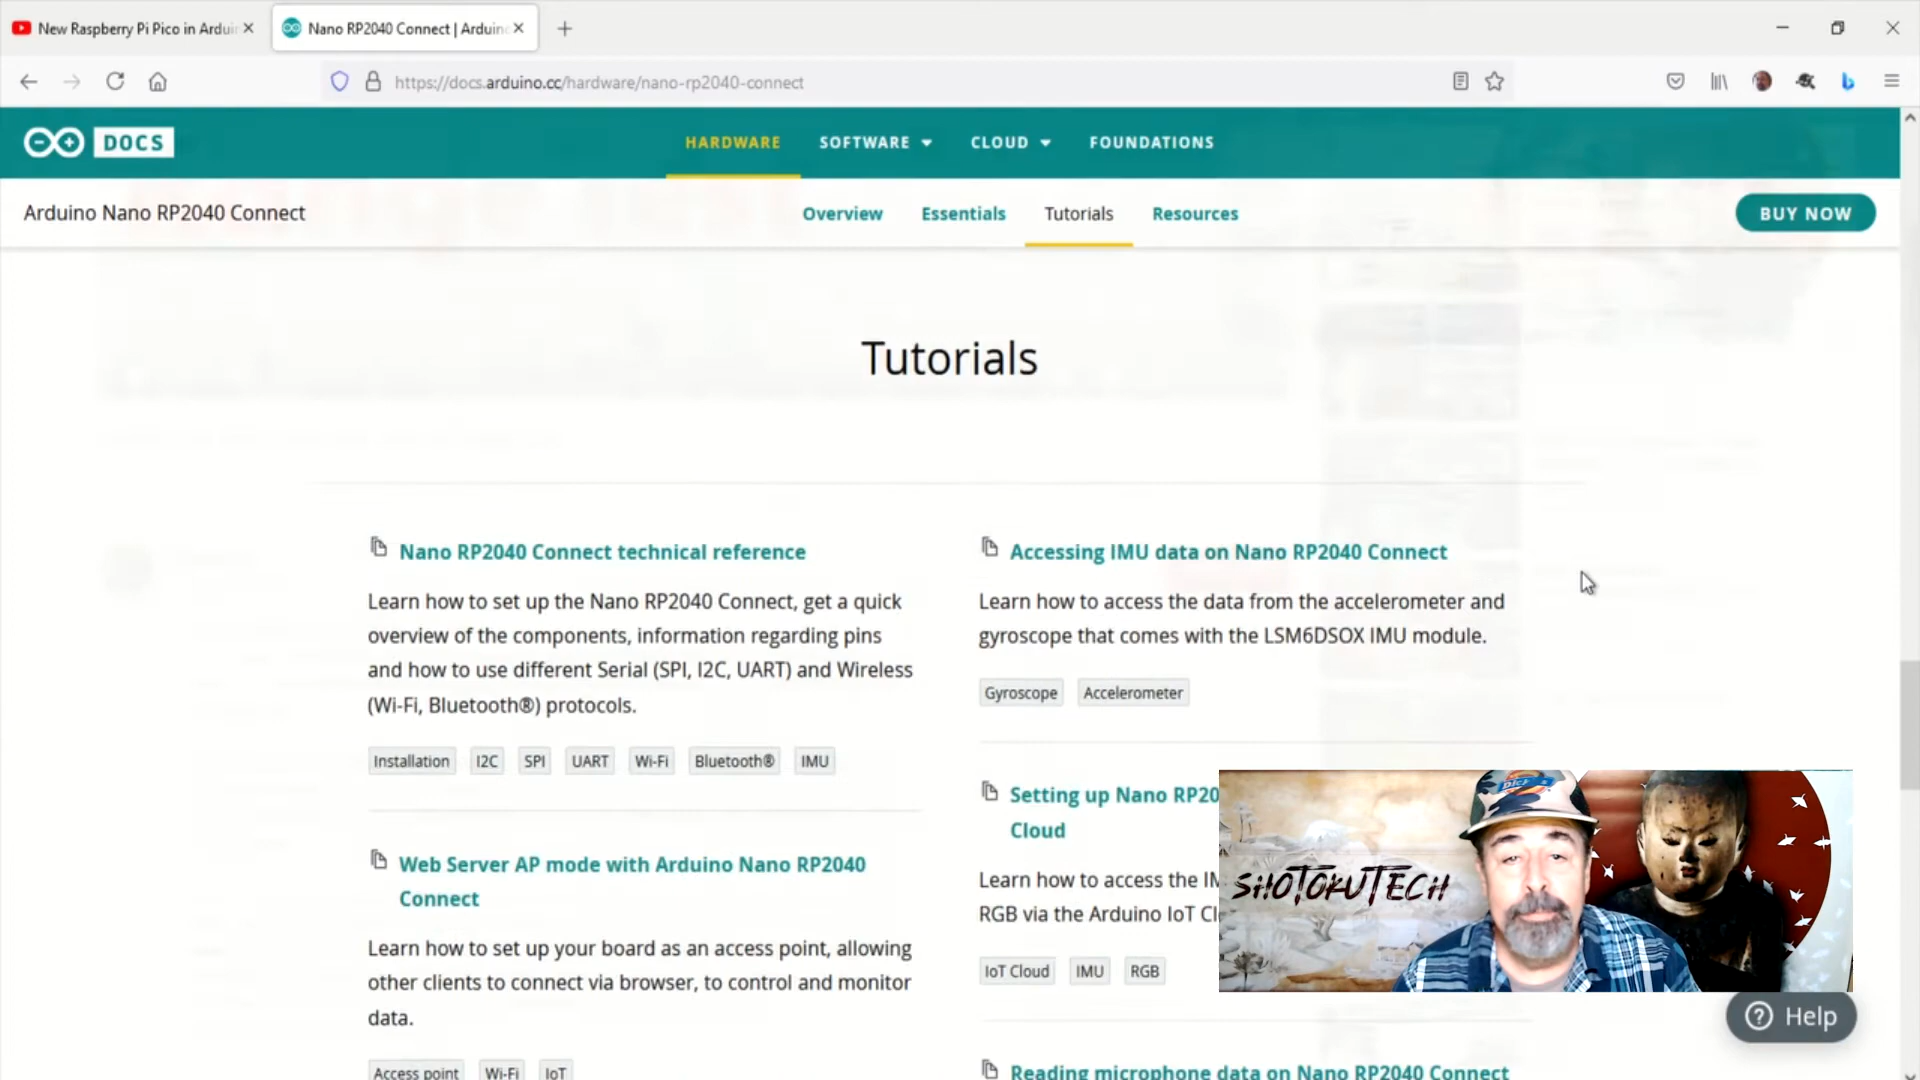 New Raspberry Pi Pico in Ardui
Nano RP2040 Connect | Arduin
https://docs.arduino.cc/hardware/nano-rp2040-connect
DOCS
HARDWARE
SOFTWARE
CLOUD
FOUNDATIONS
Arduino Nano RP2040 Connect
Overview
Essentials
Tutorials
Resources
BUY NOW
Tutorials
Nano RP2040 Connect technical reference
Learn how to set up the Nano RP2040 Connect, get a quick
overview of the components, information regarding pins
and how to use different Serial (SPI, I2C, UART) and Wireless
(Wi-Fi, Bluetooth®) protocols.
Installation I2C SPI UART Wi-Fi Bluetooth® IMU
Web Server AP mode with Arduino Nano RP2040
Connect
Learn how to set up your board as an access point, allowing
other clients to connect via browser, to control and monitor
data.
Access point Wi-Fi IoT
Accessing IMU data on Nano RP2040 Connect
Learn how to access the data from the accelerometer and
gyroscope that comes with the LSM6DSOX IMU module.
Gyroscope Accelerometer
Setting up Nano RP20
Cloud
Learn how to access the IM
RGB via the Arduino IoT Cl
IoT Cloud IMU RGB
Reading microphone data on Nano RP2040 Connect
SHOTOKUTECH
Help